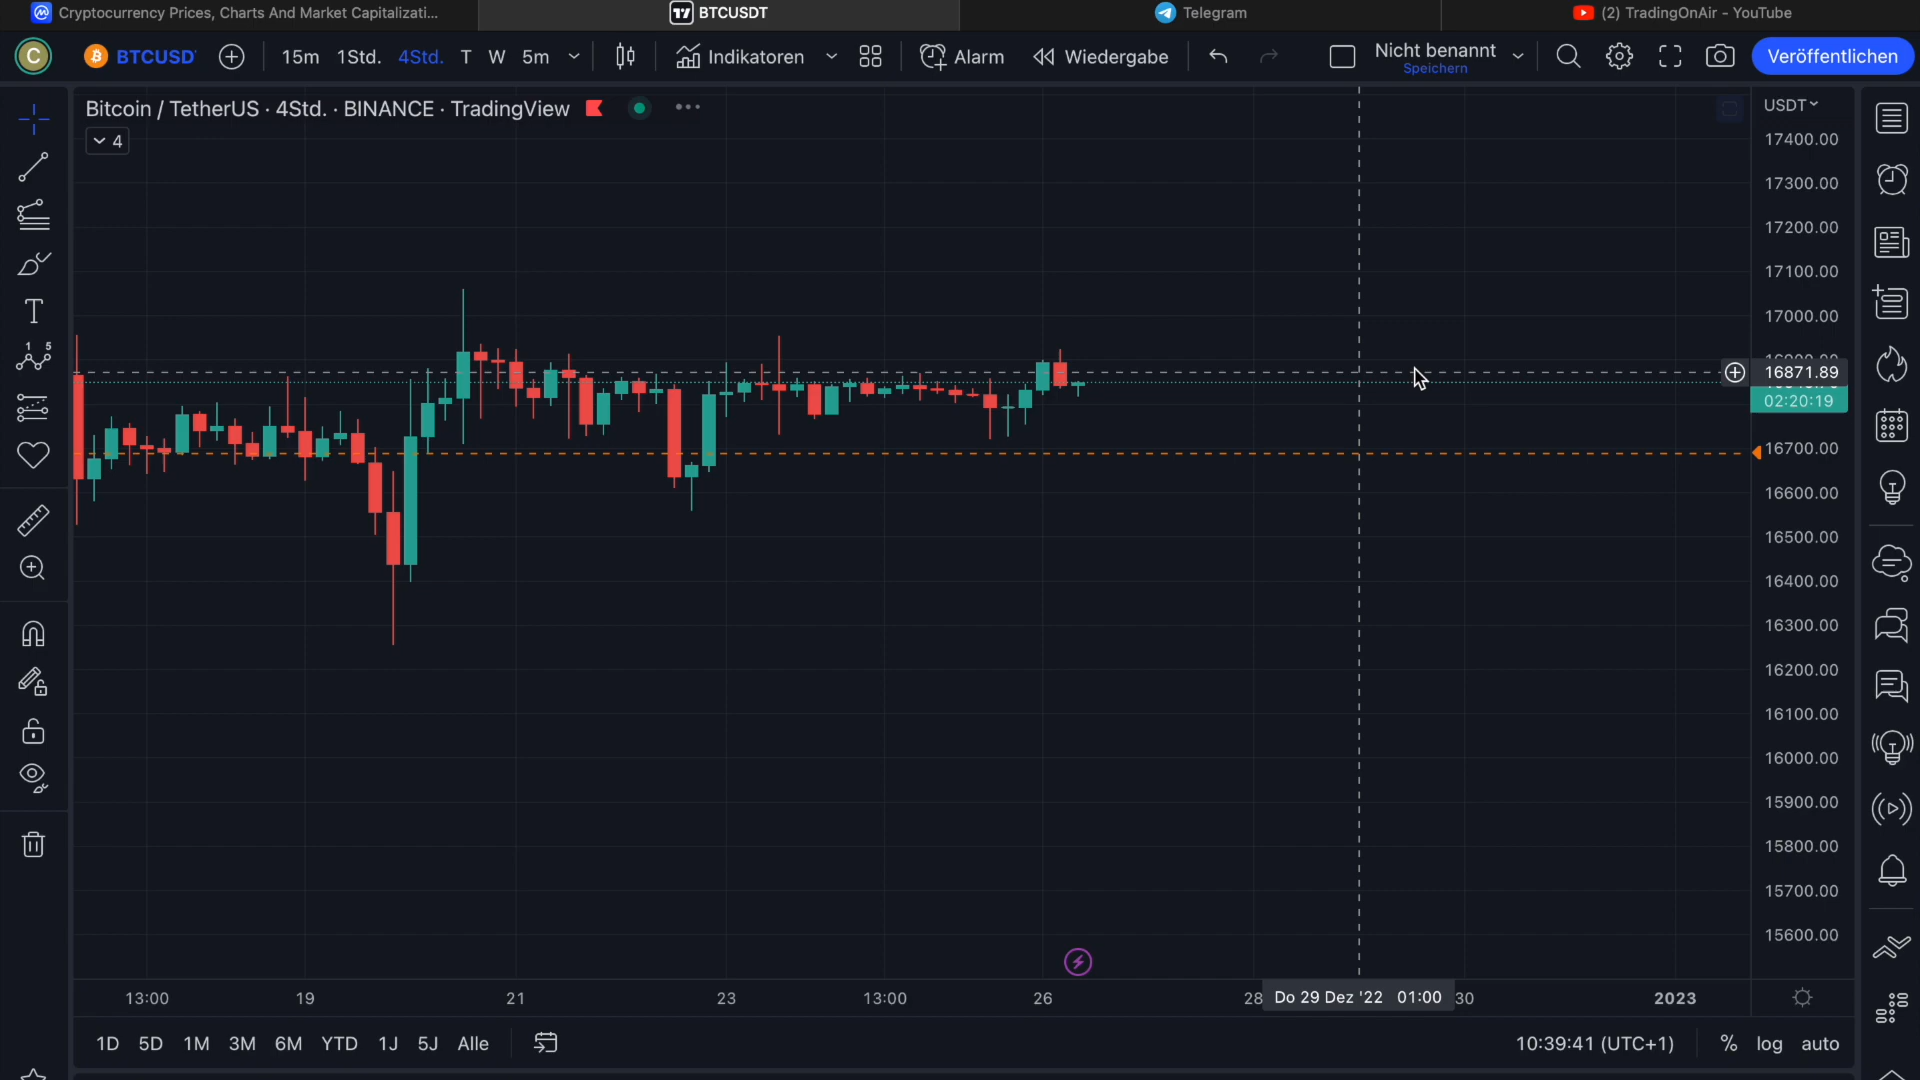 Cryptocurrency Prices, Charts And Market Capitalizati...
BTCUSDT
Telegram
(2) TradingOnAir - YouTube
C
BTCUSD
15m 1Std. 4Std. T W 5m
Indikatoren
Alarm
Wiedergabe
Nicht benannt
Speichern
Veröffentlichen
Bitcoin / TetherUS · 4Std. · BINANCE · TradingView
4
USDT
17400.00
17300.00
17200.00
17100.00
17000.00
16871.89
02:20:19
16700.00
16600.00
16500.00
16400.00
16300.00
16200.00
16100.00
16000.00
15900.00
15800.00
15700.00
15600.00
13:00 19 21 23 13:00 26 28 Do 29 Dez '22 01:00 30 2023
1D 5D 1M 3M 6M YTD 1J 5J Alle
10:39:41 (UTC+1) % log auto